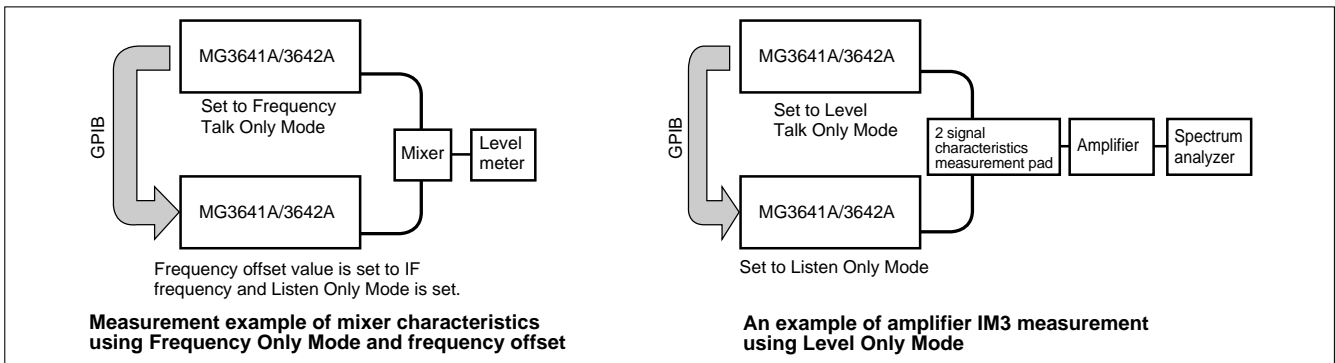 MG3641A/3642A
Set to Frequency
Talk Only Mode
GPIB
Mixer
Level
meter
MG3641A/3642A
Frequency offset value is set to IF
frequency and Listen Only Mode is set.
Measurement example of mixer characteristics
using Frequency Only Mode and frequency offset
MG3641A/3642A
Set to Level
Talk Only Mode
GPIB
2 signal
characteristics
measurement pad
Amplifier
Spectrum
analyzer
MG3641A/3642A
Set to Listen Only Mode
An example of amplifier IM3 measurement
using Level Only Mode